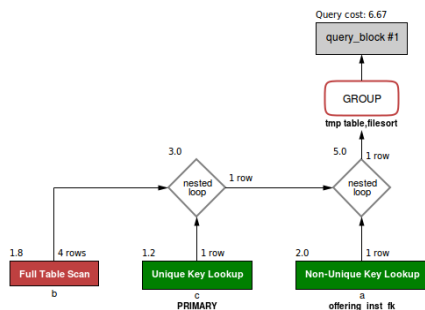 Query cost: 6.67
query_block #1
GROUP
tmp table,filesort
3.0
5.0
1 row
1 row
nested
loop
nested
loop
1.8
4 rows
1.2
1 row
2.0
1 row
Full Table Scan
Unique Key Lookup
Non-Unique Key Lookup
b
c
a
PRIMARY
offering_inst_fk